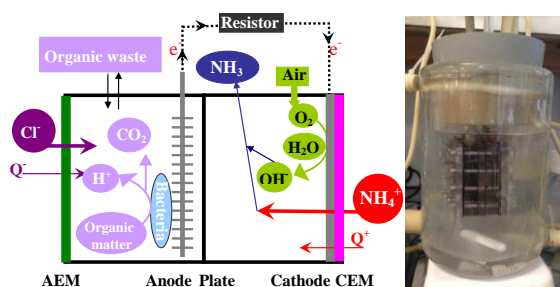 Resistor
Organic waste
e⁻
e⁻
NH₃
Air
O₂
Cl⁻
CO₂
H₂O
Q⁻
H⁺
OH⁻
Bacteria
NH₄⁺
Organic
matter
Q⁺
AEM
Anode Plate
Cathode CEM